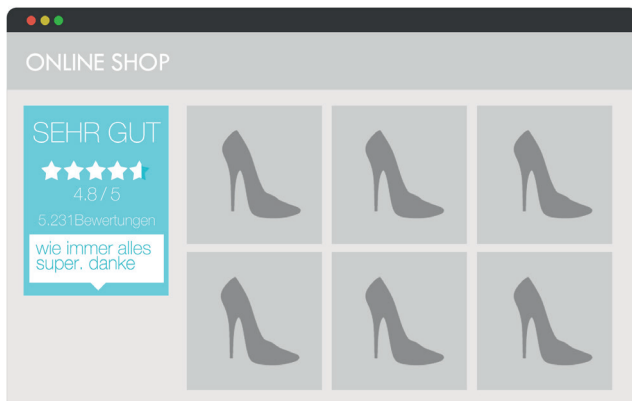 ONLINE SHOP
SEHR GUT
4.8 / 5
5.231Bewertungen
wie immer alles
super. danke